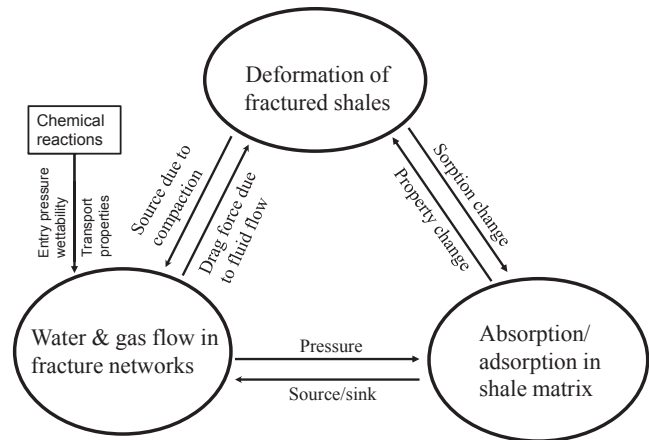 Deformation of
fractured shales
Chemical
reactions
Entry pressure
wettability
Transport
properties
Source due to
compaction
Drag force due
to fluid flow
Sorption change
Property change
Water & gas flow in
fracture networks
Pressure
Source/sink
Absorption/
adsorption in
shale matrix